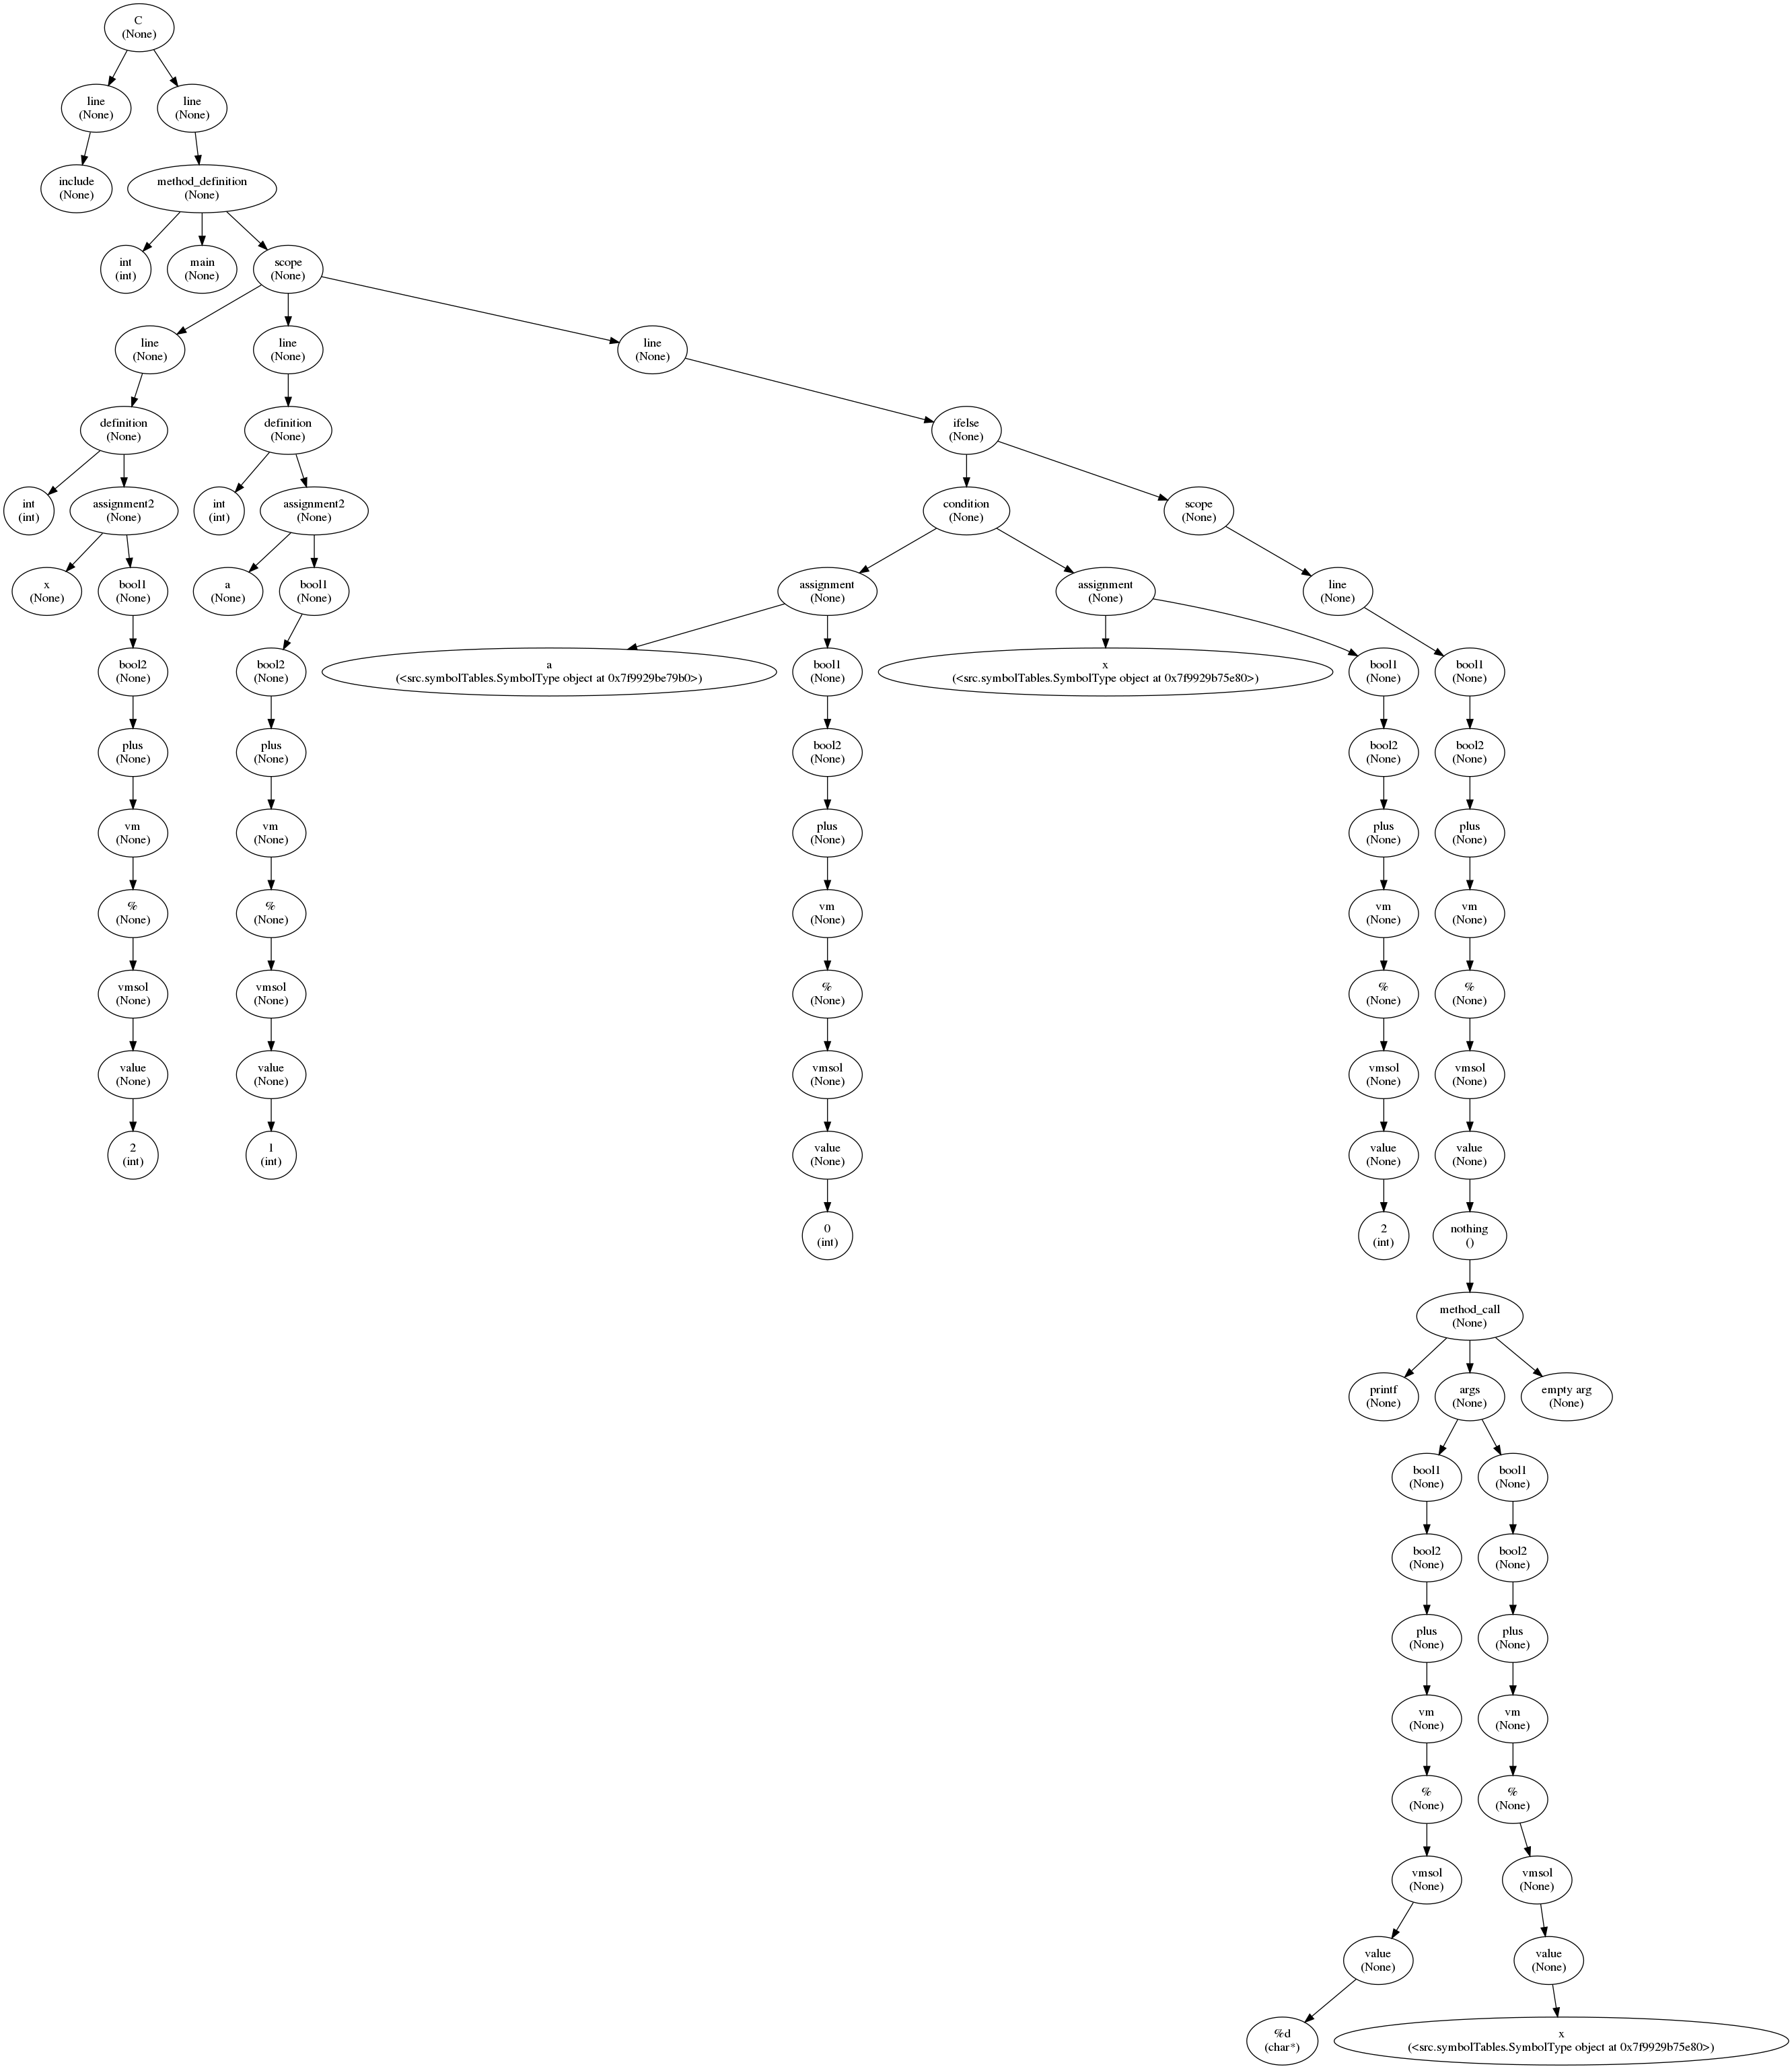 C
(None)
line
(None)
line
(None)
include
(None)
method_definition
(None)
int
(int)
main
(None)
scope
(None)
line
(None)
line
(None)
line
(None)
definition
(None)
definition
(None)
ifelse
(None)
int
(int)
assignment2
(None)
int
(int)
assignment2
(None)
condition
(None)
scope
(None)
x
(None)
bool1
(None)
a
(None)
bool1
(None)
assignment
(None)
assignment
(None)
line
(None)
bool2
(None)
bool2
(None)
a
(<src.symbolTables.SymbolType object at 0x7f9929be79b0>)
bool1
(None)
x
(<src.symbolTables.SymbolType object at 0x7f9929b75e80>)
bool1
(None)
bool1
(None)
plus
(None)
plus
(None)
bool2
(None)
bool2
(None)
bool2
(None)
vm
(None)
vm
(None)
plus
(None)
plus
(None)
plus
(None)
%
(None)
%
(None)
vm
(None)
vm
(None)
vm
(None)
vmsol
(None)
vmsol
(None)
%
(None)
%
(None)
%
(None)
value
(None)
value
(None)
vmsol
(None)
vmsol
(None)
vmsol
(None)
2
(int)
1
(int)
value
(None)
value
(None)
value
(None)
0
(int)
2
(int)
nothing
()
method_call
(None)
printf
(None)
args
(None)
empty arg
(None)
bool1
(None)
bool1
(None)
bool2
(None)
bool2
(None)
plus
(None)
plus
(None)
vm
(None)
vm
(None)
%
(None)
%
(None)
vmsol
(None)
vmsol
(None)
value
(None)
value
(None)
%d
(char*)
x
(<src.symbolTables.SymbolType object at 0x7f9929b75e80>)